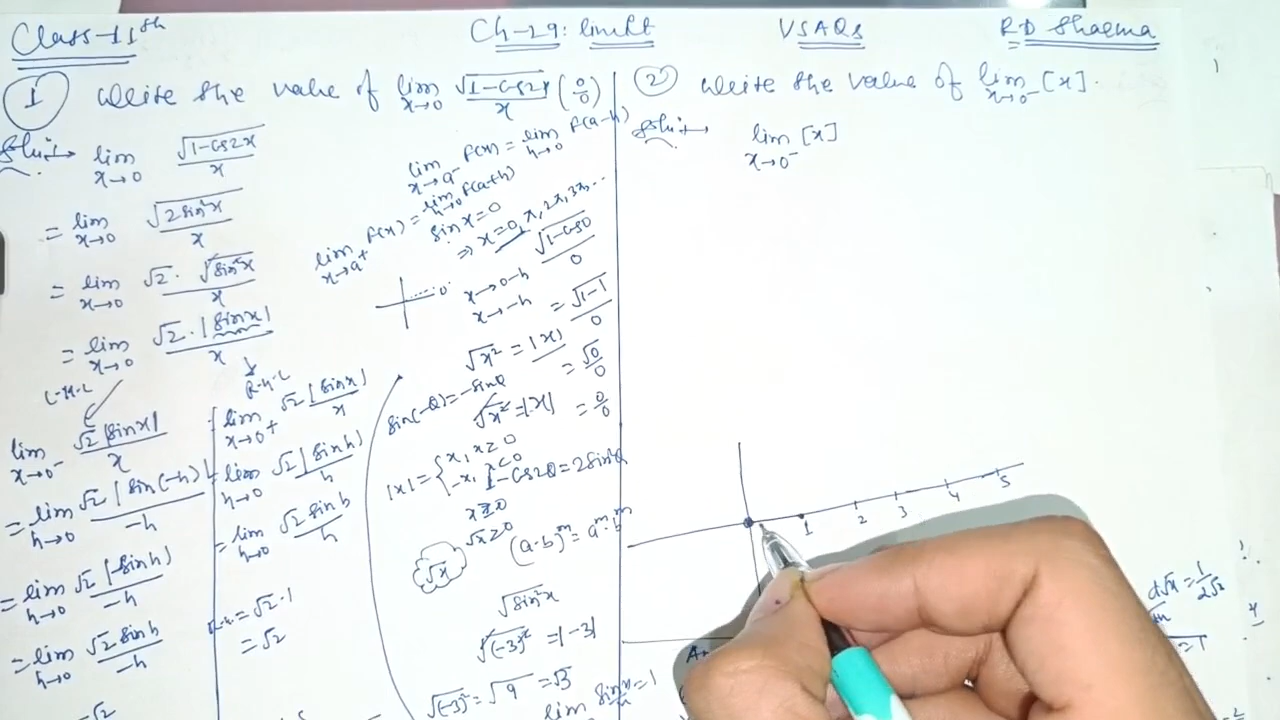 Class-11th
Ch-29: limit
VSAQs
RD Sharma
1 Write the value of lim x→0 √(1-cos2x)/x (0/0)
Soln:→ lim x→0 √(1-cos2x)/x
= lim x→0 √(2sin²x)/x
= lim x→0 √2·√(sin²x)/x
= lim x→0 √2·|sinx|/x
L-H-L
R-H-L
lim x→0⁻ √2|sinx|/x
= lim h→0 √2|sin(-h)|/-h
= lim h→0 √2|sinh|/-h
= lim h→0 √2 sinh/-h
-√2
lim x→0⁺ √2|sinx|/x
= lim h→0 √2|sinh|/h
= lim h→0 √2 sinh/h
= √2·1
= √2
lim x→a⁻ f(x) = lim h→0 f(a-h)
lim x→a⁺ f(x) = lim h→0 f(a+h)
sinx=0
⇒ x=0, π, 2π, 3π, ...
0
x→0-h
x→-h
√(1-cos0)/0
= √(1-1)/0
= √0/0
= 0/0
√x² = |x|
sin(-θ)=-sinθ
√x² = |x|
|x| = { x, x≥0
-x, x<0
1-cos2θ=2sin²θ
x≥0
√x≥0
√x
(a·b)^m = a^m·b^m
√sin²x
√(-3)² = |-3|
√(-3)² = √9 = √3
lim sinx/x = 1
2 Write the value of lim x→0⁻ [x].
Soln:→ lim x→0⁻ [x]
1 2 3 4 5
d√x = 1/2√x
= 1